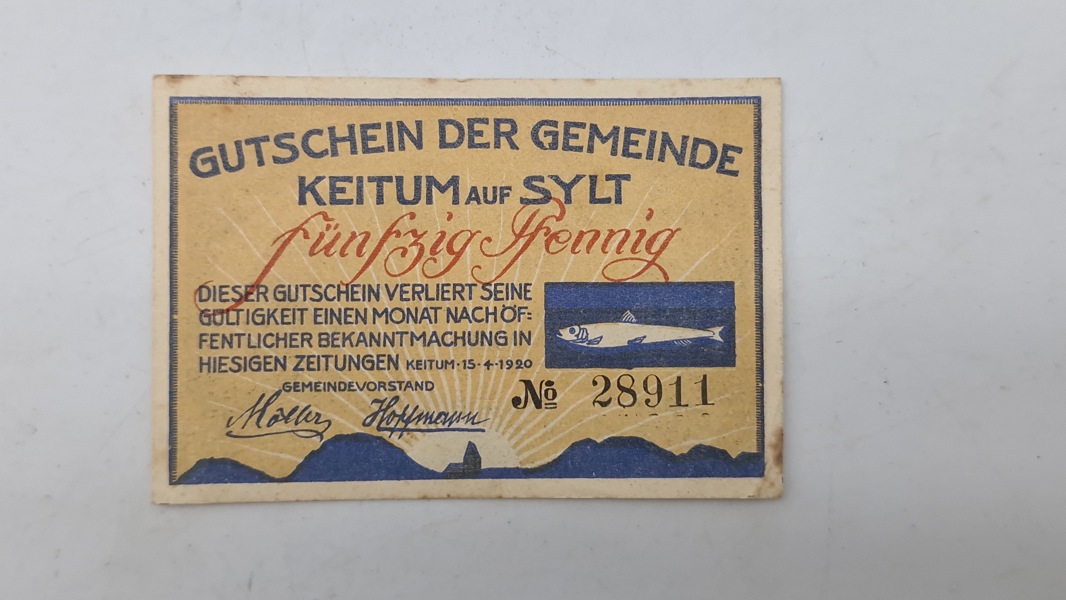 GUTSCHEIN DER GEMEINDE
KEITUM AUF SYLT
fünfzig Pfennig
DIESER GUTSCHEIN VERLIERT SEINE
GÜLTIGKEIT EINEN MONAT NACH ÖF=
FENTLICHER BEKANNTMACHUNG IN
HIESIGEN ZEITUNGEN KEITUM·15·4·1920
GEMEINDEVORSTAND
Möller Hoffmann
No 28911